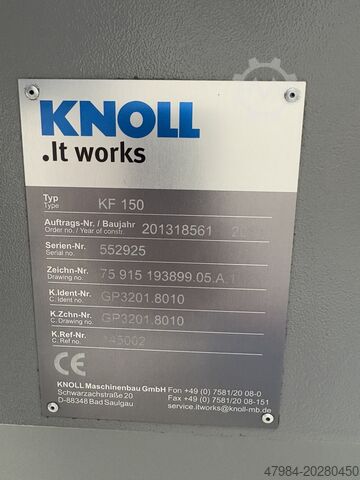 KNOLL
.It works
Typ
Type
KF 150
Auftrags-Nr. / Baujahr
Order no. / Year of constr.
201318561
Serien-Nr.
Serial no.
552925
Zeichn-Nr.
Drawing no.
75 915 193899.05.A.
K.Ident-Nr.
C. Ident no.
GP3201.8010
K.Zchn-Nr.
C. Drawing no.
GP3201.8010
K.Ref-Nr.
C. Ref no.
CE
KNOLL Maschinenbau GmbH
Schwarzachstraße 20
D-88348 Bad Saulgau
Fon +49 (0) 7581/20 08-0
Fax +49 (0) 7581/20 08-151
service.itworks@knoll-mb.de
47984-20280450